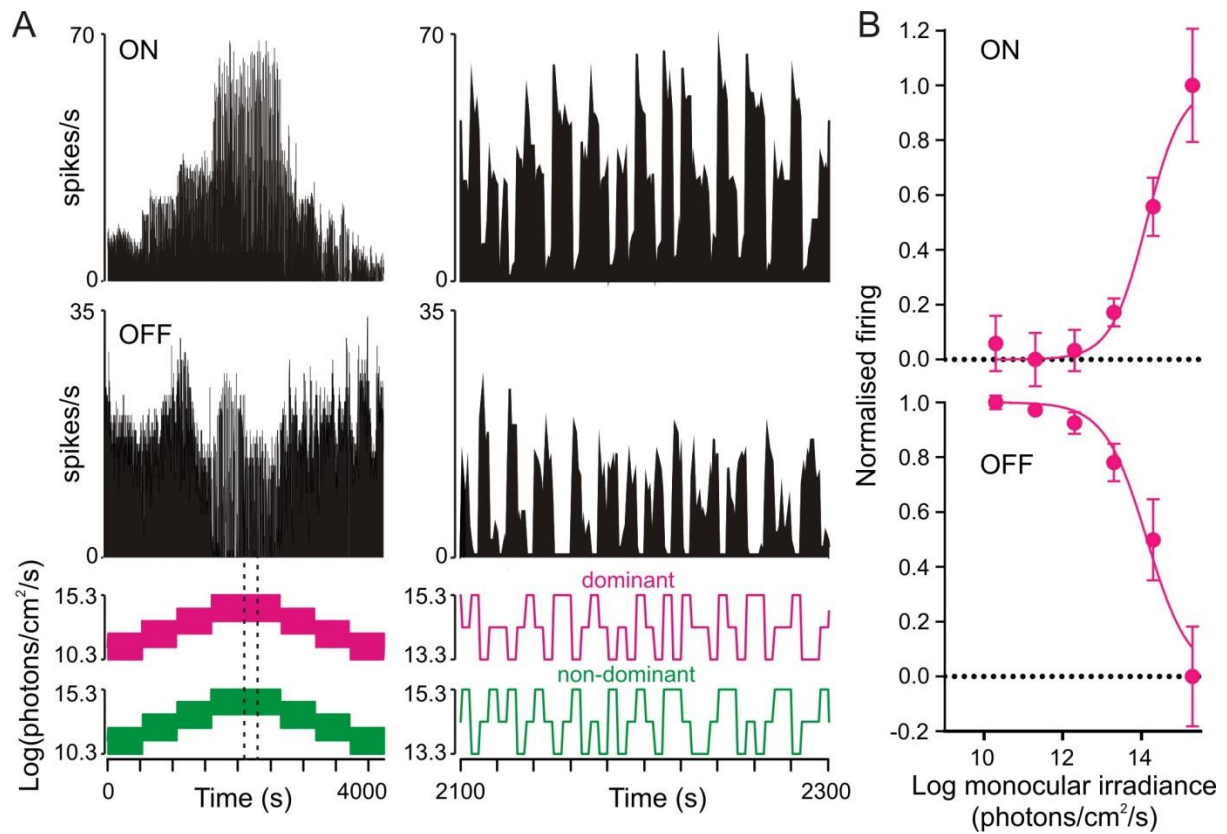 A
70
ON
spikes/s
0
70
0
35
OFF
spikes/s
0
35
0
Log(photons/cm²/s)
15.3
10.3
15.3
10.3
dominant
15.3
13.3
non-dominant
15.3
13.3
0
Time (s)
4000
2100
Time (s)
2300
B
1.2
ON
1.0
0.8
0.6
0.4
0.2
0.0
Normalised firing
1.0
OFF
0.8
0.6
0.4
0.2
0.0
-0.2
10
12
14
Log monocular irradiance
(photons/cm²/s)